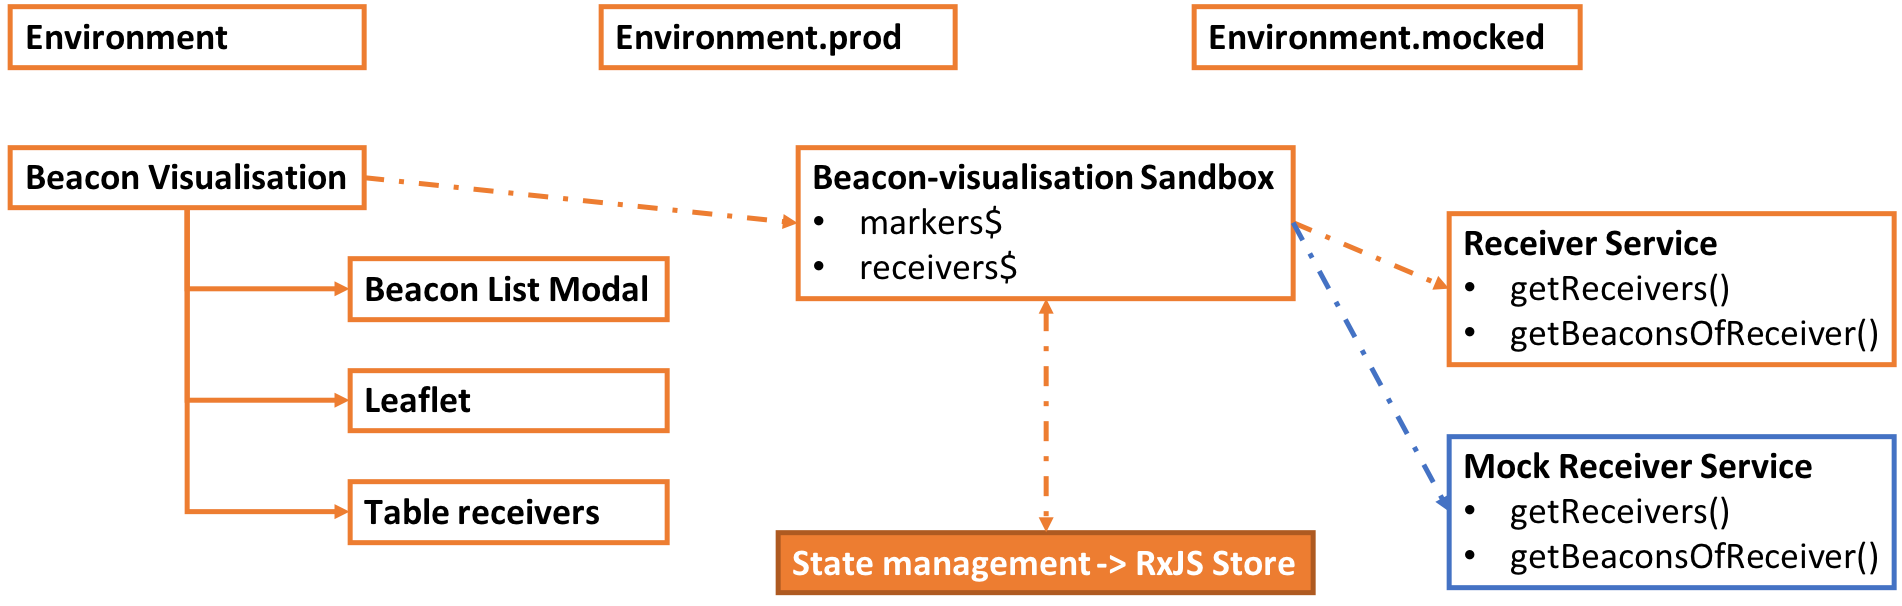 Environment
Environment.prod
Environment.mocked
Beacon Visualisation
Beacon List Modal
Leaflet
Table receivers
Beacon-visualisation Sandbox
• markers$
• receivers$
State management -> RxJS Store
Receiver Service
• getReceivers()
• getBeaconsOfReceiver()
Mock Receiver Service
• getReceivers()
• getBeaconsOfReceiver()